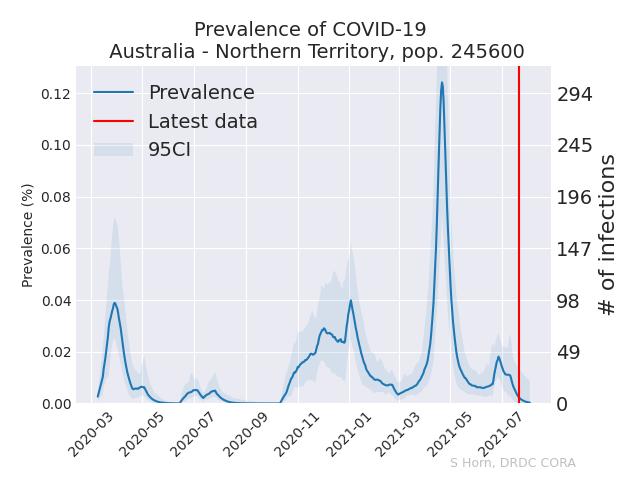 Prevalence of COVID-19
Australia - Northern Territory, pop. 245600
Prevalence
Latest data
95CI
Prevalence (%)
0.12
0.10
0.08
0.06
0.04
0.02
0.00
294
245
196
147
98
49
0
# of infections
2020-03
2020-05
2020-07
2020-09
2020-11
2021-01
2021-03
2021-05
2021-07
S Horn, DRDC CORA